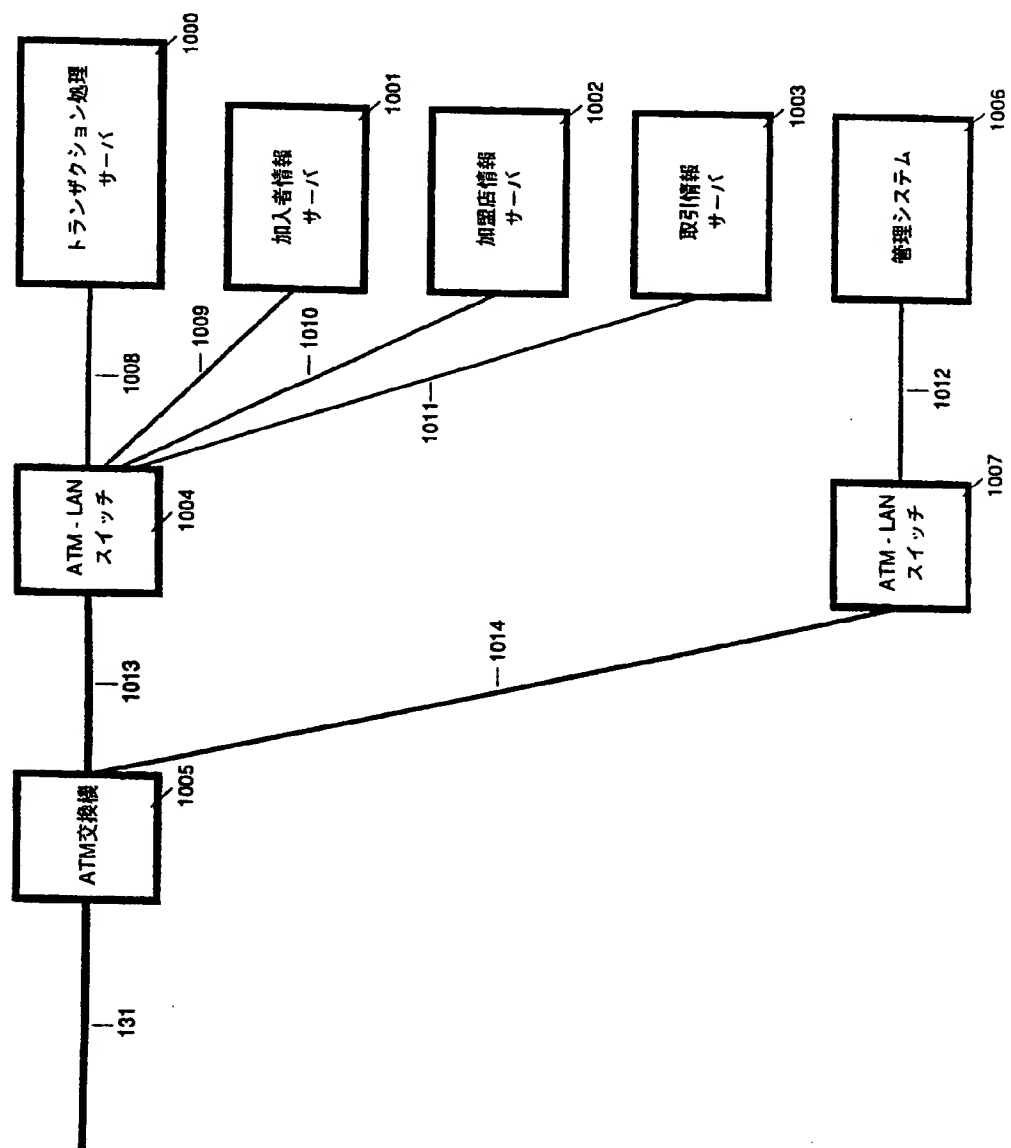 トランザクション処理
サーバ
1000
加入者情報
サーバ
1001
加盟店情報
サーバ
1002
取引情報
サーバ
1003
管理システム
1006
1008
1009
1010
1011
1012
ATM - LAN
スイッチ
1004
ATM - LAN
スイッチ
1007
1013
1014
ATM交換機
1005
131